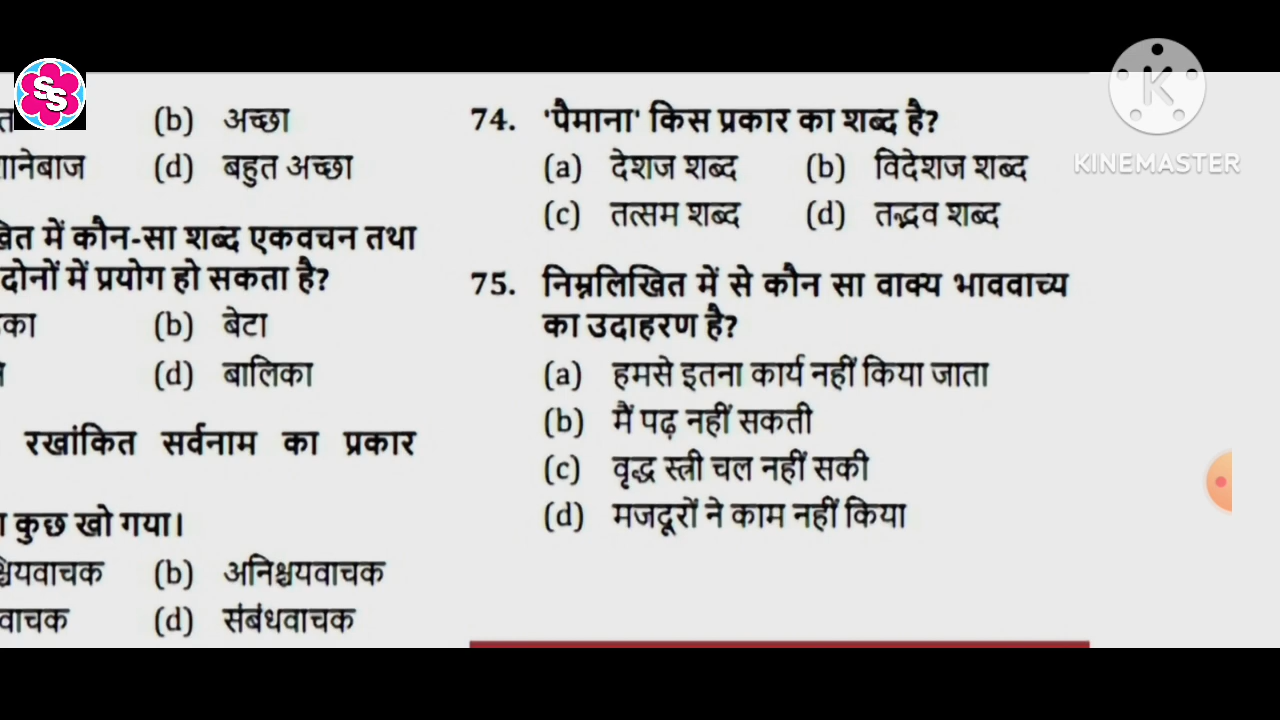 SS
KINEMASTER
(b) अच्छा
(d) बहुत अच्छा
में कौन-सा शब्द एकवचन तथा
दोनों में प्रयोग हो सकता है?
(b) बेटा
(d) बालिका
रखांकित सर्वनाम का प्रकार
कुछ खो गया।
(b) अनिश्चयवाचक
(d) संबंधवाचक
74. 'पैमाना' किस प्रकार का शब्द है?
(a) देशज शब्द (b) विदेशज शब्द
(c) तत्सम शब्द (d) तद्भव शब्द
75. निम्नलिखित में से कौन सा वाक्य भाववाच्य
का उदाहरण है?
(a) हमसे इतना कार्य नहीं किया जाता
(b) मैं पढ़ नहीं सकती
(c) वृद्ध स्त्री चल नहीं सकी
(d) मजदूरों ने काम नहीं किया